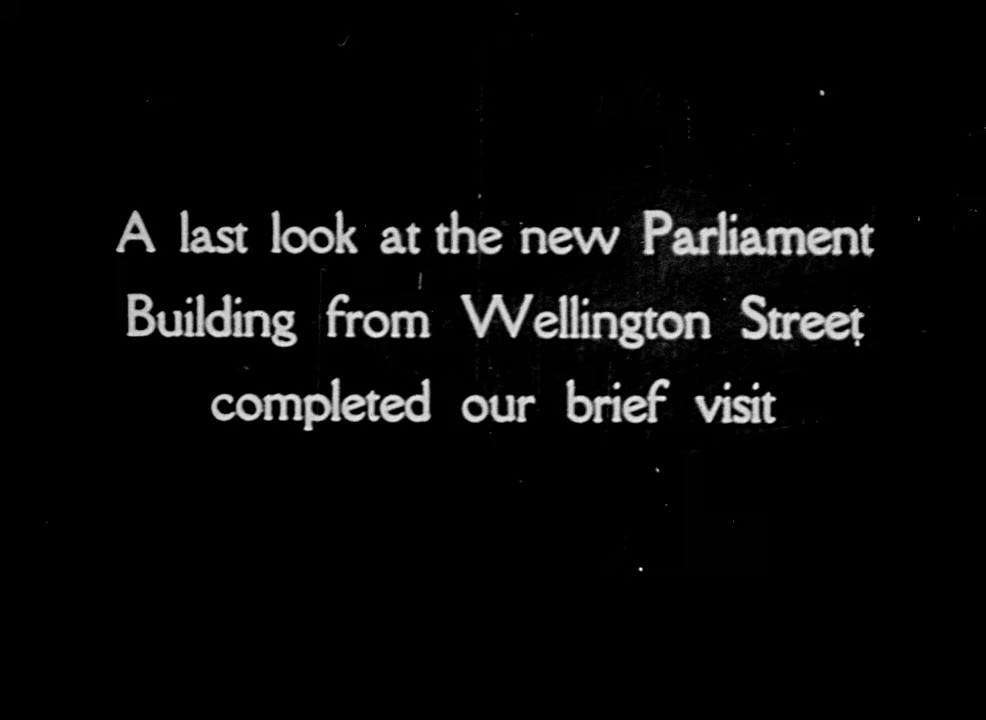 A last look at the new Parliament
Building from Wellington Street
completed our brief visit